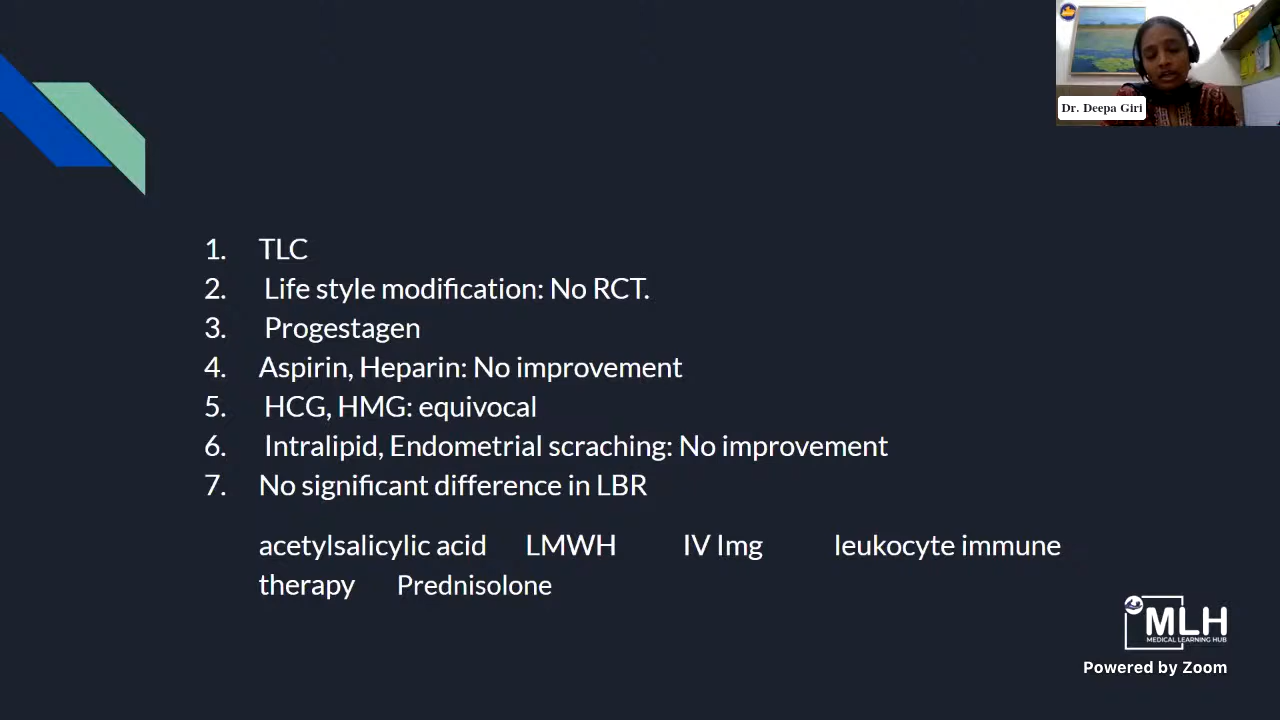 Dr. Deepa Giri
1. TLC
2. Life style modification: No RCT.
3. Progestagen
4. Aspirin, Heparin: No improvement
5. HCG, HMG: equivocal
6. Intralipid, Endometrial scraching: No improvement
7. No significant difference in LBR
acetylsalicylic acid LMWH IV Img leukocyte immune
therapy Prednisolone
MLH
MEDICAL LEARNING HUB
Powered by Zoom